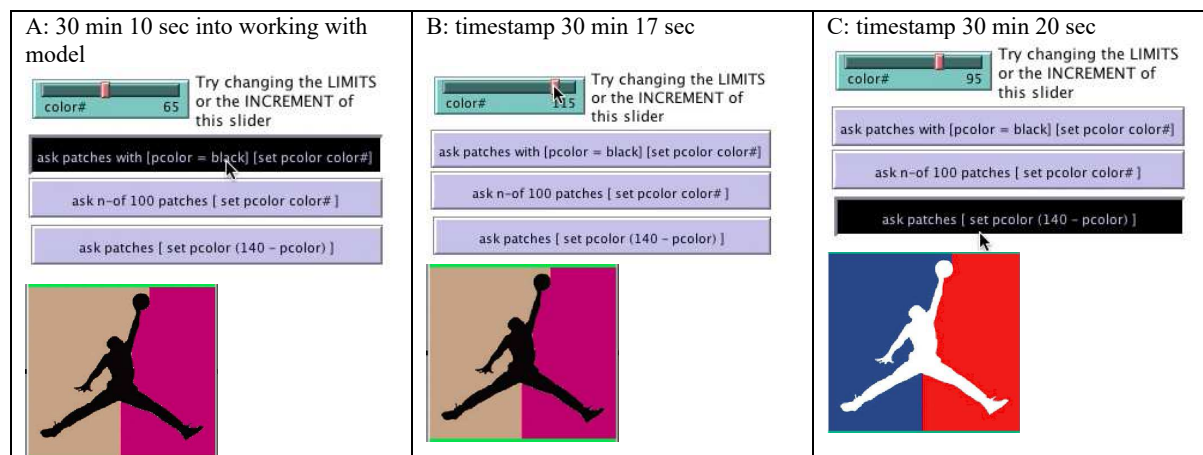 A: 30 min 10 sec into working with
model
Try changing the LIMITS
or the INCREMENT of
this slider
color# 65
ask patches with [pcolor = black] [set pcolor color#]
ask n-of 100 patches [ set pcolor color# ]
ask patches [ set pcolor (140 – pcolor) ]
B: timestamp 30 min 17 sec
Try changing the LIMITS
or the INCREMENT of
this slider
color# 115
ask patches with [pcolor = black] [set pcolor color#]
ask n-of 100 patches [ set pcolor color# ]
ask patches [ set pcolor (140 – pcolor) ]
C: timestamp 30 min 20 sec
Try changing the LIMITS
or the INCREMENT of
this slider
color# 95
ask patches with [pcolor = black] [set pcolor color#]
ask n-of 100 patches [ set pcolor color# ]
ask patches [ set pcolor (140 – pcolor) ]